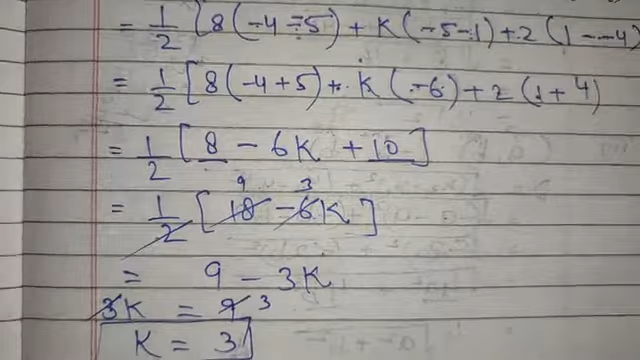 = 1/2 [8(-4--5) + K(-5-1) + 2(1--4)
= 1/2 [8(-4+5) + K(-6) + 2(1+4)
= 1/2 [8 - 6K + 10]
= 1/2 [18 9 - 6 3 K]
= 9 - 3K
3K = 9 3
K = 3